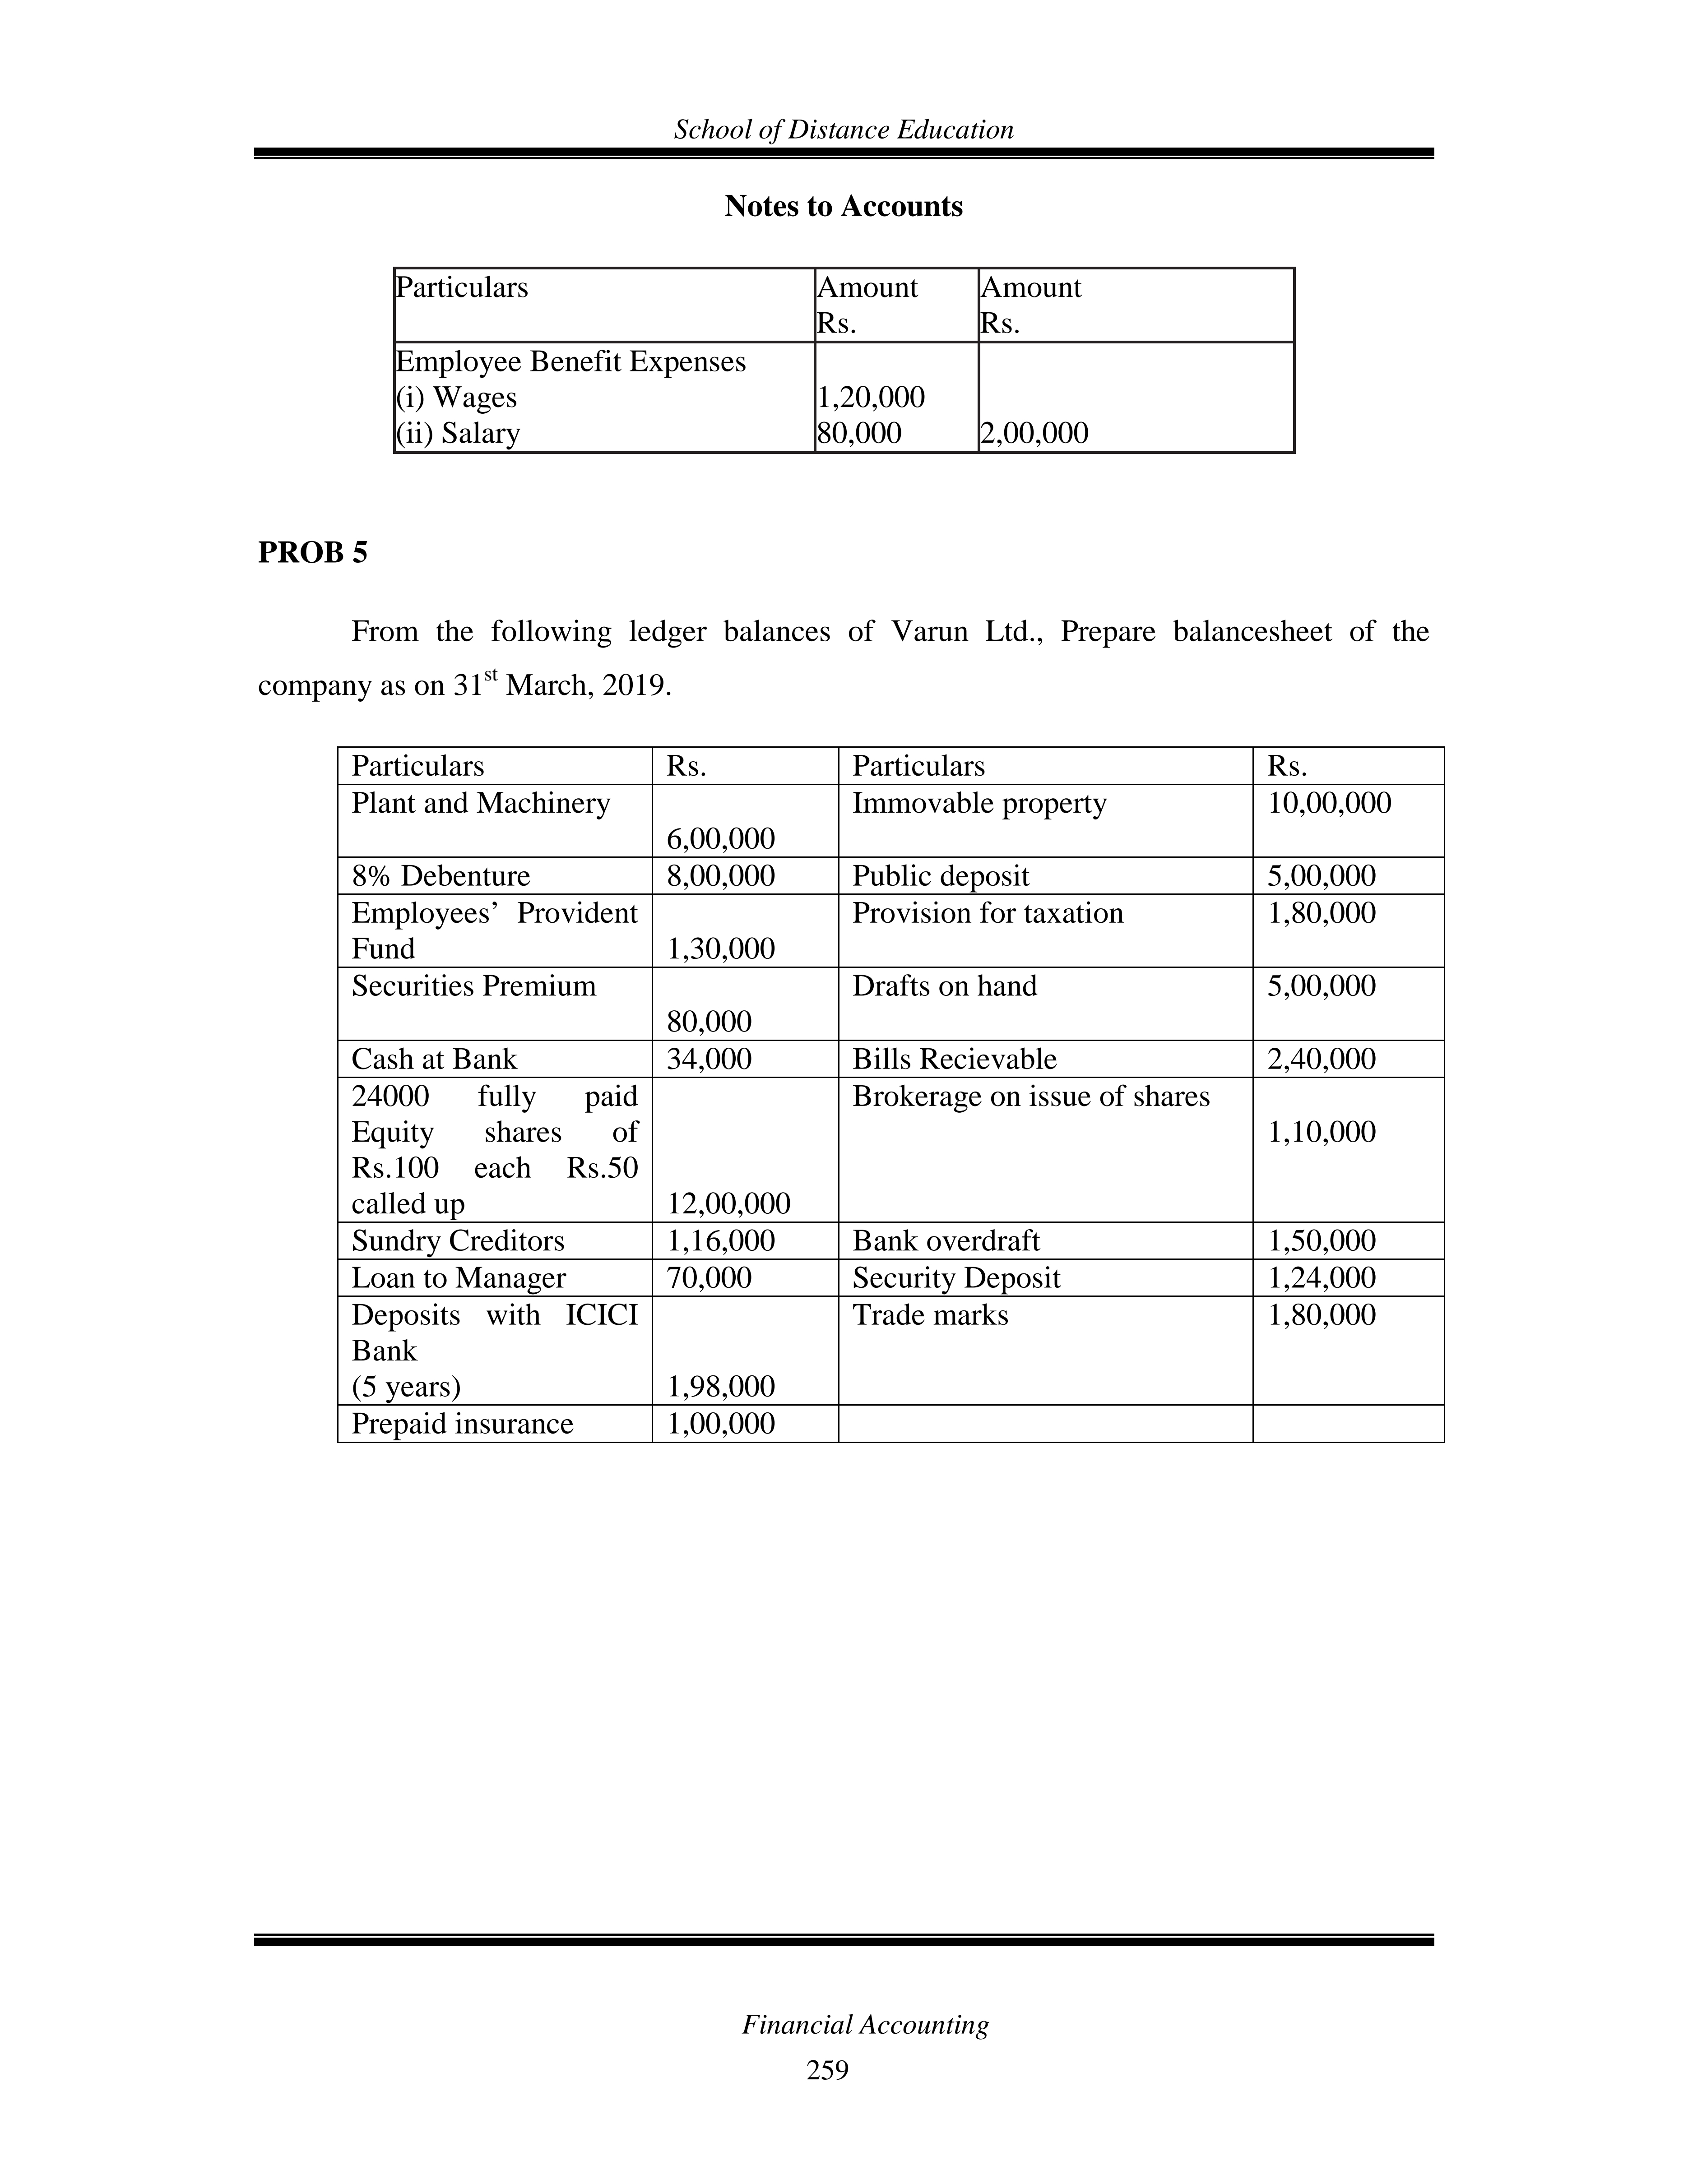 School of Distance Education
Notes to Accounts
Particulars Amount Amount
Rs. Rs.
Employee Benefit Expenses
(i) Wages 1,20,000
(ii) Salary 80,000 2,00,000
PROB 5
From the following ledger balances of Varun Ltd., Prepare balancesheet of the
company as on 31st March, 2019.
Particulars Rs. Particulars Rs.
Plant and Machinery Immovable property 10,00,000
6,00,000
8% Debenture 8,00,000 Public deposit 5,00,000
Employees’ Provident Provision for taxation 1,80,000
Fund 1,30,000
Securities Premium Drafts on hand 5,00,000
80,000
Cash at Bank 34,000 Bills Recievable 2,40,000
24000 fully paid Brokerage on issue of shares
Equity shares of 1,10,000
Rs.100 each Rs.50
called up 12,00,000
Sundry Creditors 1,16,000 Bank overdraft 1,50,000
Loan to Manager 70,000 Security Deposit 1,24,000
Deposits with ICICI Trade marks 1,80,000
Bank
(5 years) 1,98,000
Prepaid insurance 1,00,000
Financial Accounting
259